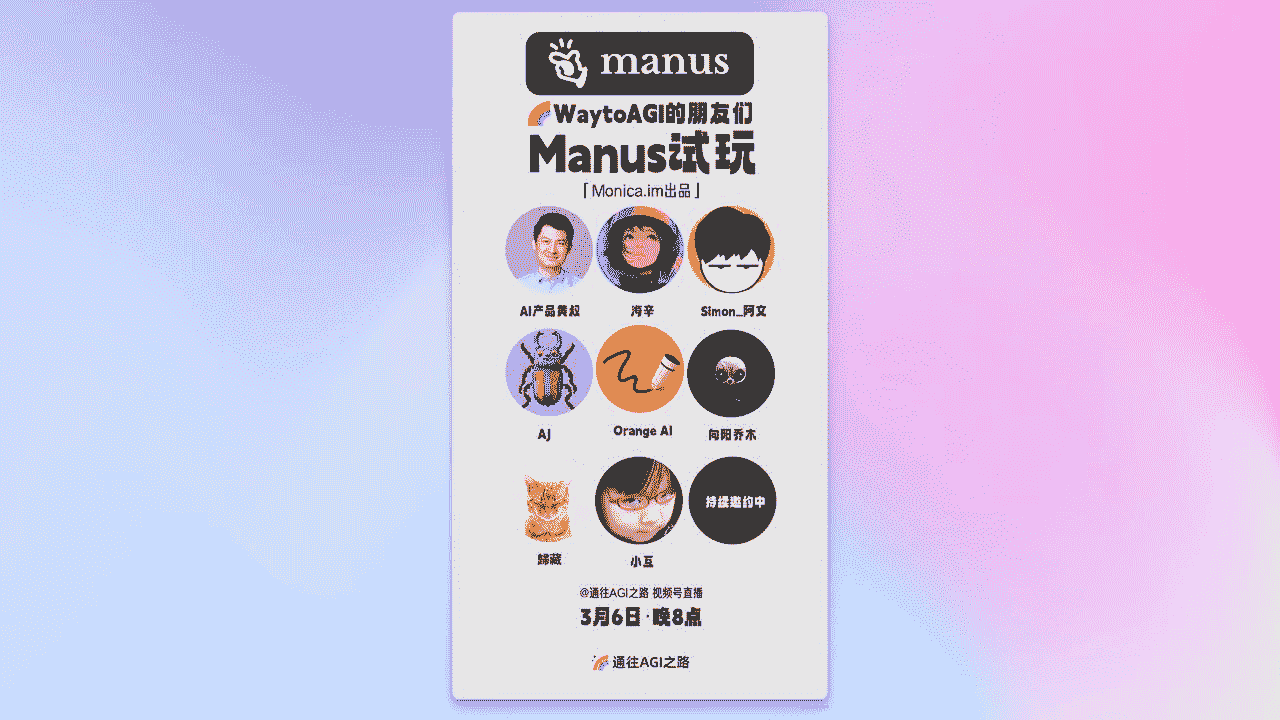 manus
WaytoAGI的朋友们
Manus试玩
「Monica.im出品」
AI产品黄叔
海辛
Simon_阿文
AJ
Orange AI
向阳乔木
歸藏
小互
持续邀约中
@通往AGI之路 视频号直播
3月6日·晚8点
通往AGI之路